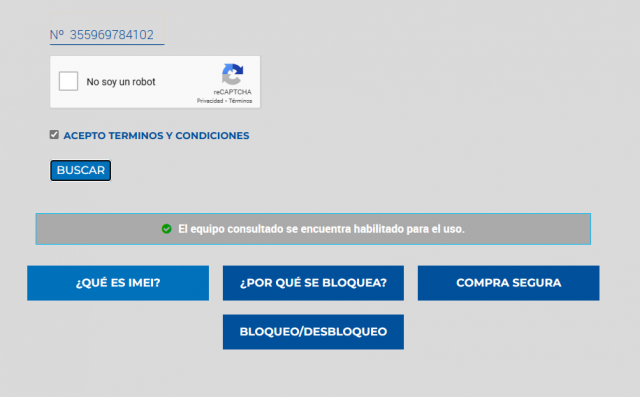 Nº 355969784102
No soy un robot
reCAPTCHA
Privacidad - Términos
ACEPTO TERMINOS Y CONDICIONES
BUSCAR
El equipo consultado se encuentra habilitado para el uso.
¿QUÉ ES IMEI?
¿POR QUÉ SE BLOQUEA?
COMPRA SEGURA
BLOQUEO/DESBLOQUEO